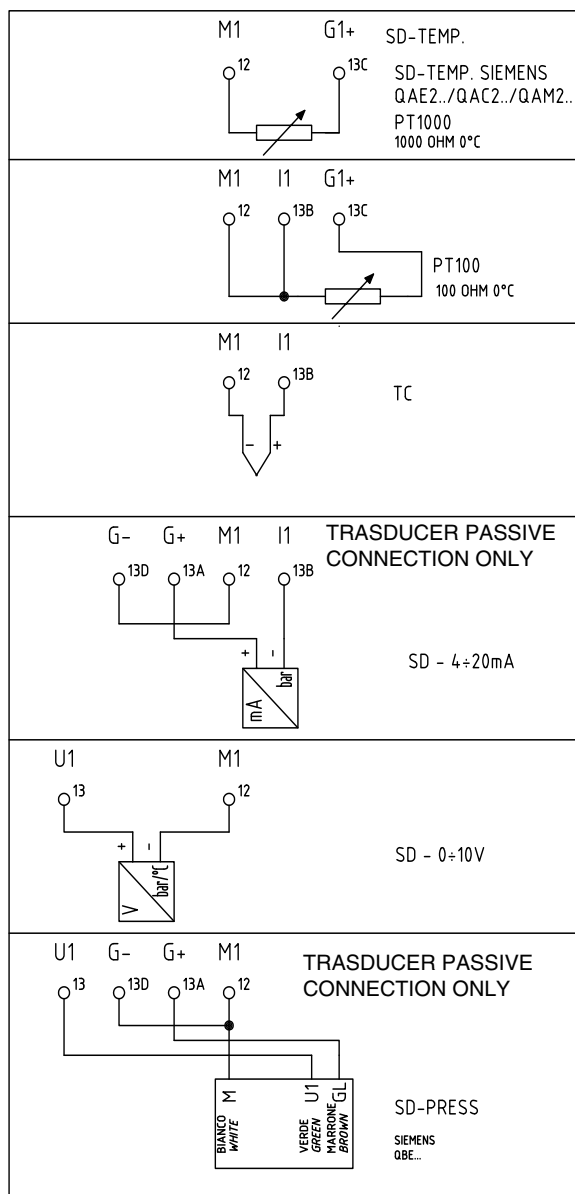 M1 G1+ SD-TEMP.
12 13C SD-TEMP. SIEMENS
QAE2../QAC2../QAM2..
PT1000
1000 OHM 0°C
M1 I1 G1+
12 13B 13C
PT100
100 OHM 0°C
M1 I1
12 13B
TC
- +
G- G+ M1 I1 TRASDUCER PASSIVE
CONNECTION ONLY
13D 13A 12 13B
+ -
SD - 4÷20mA
mA bar
U1 M1
13 12
+ -
SD - 0÷10V
V bar/°C
U1 G- G+ M1 TRASDUCER PASSIVE
CONNECTION ONLY
13 13D 13A 12
M U1 GL
BIANCO VERDE MARRONE
WHITE GREEN BROWN
SD-PRESS
SIEMENS
QBE...